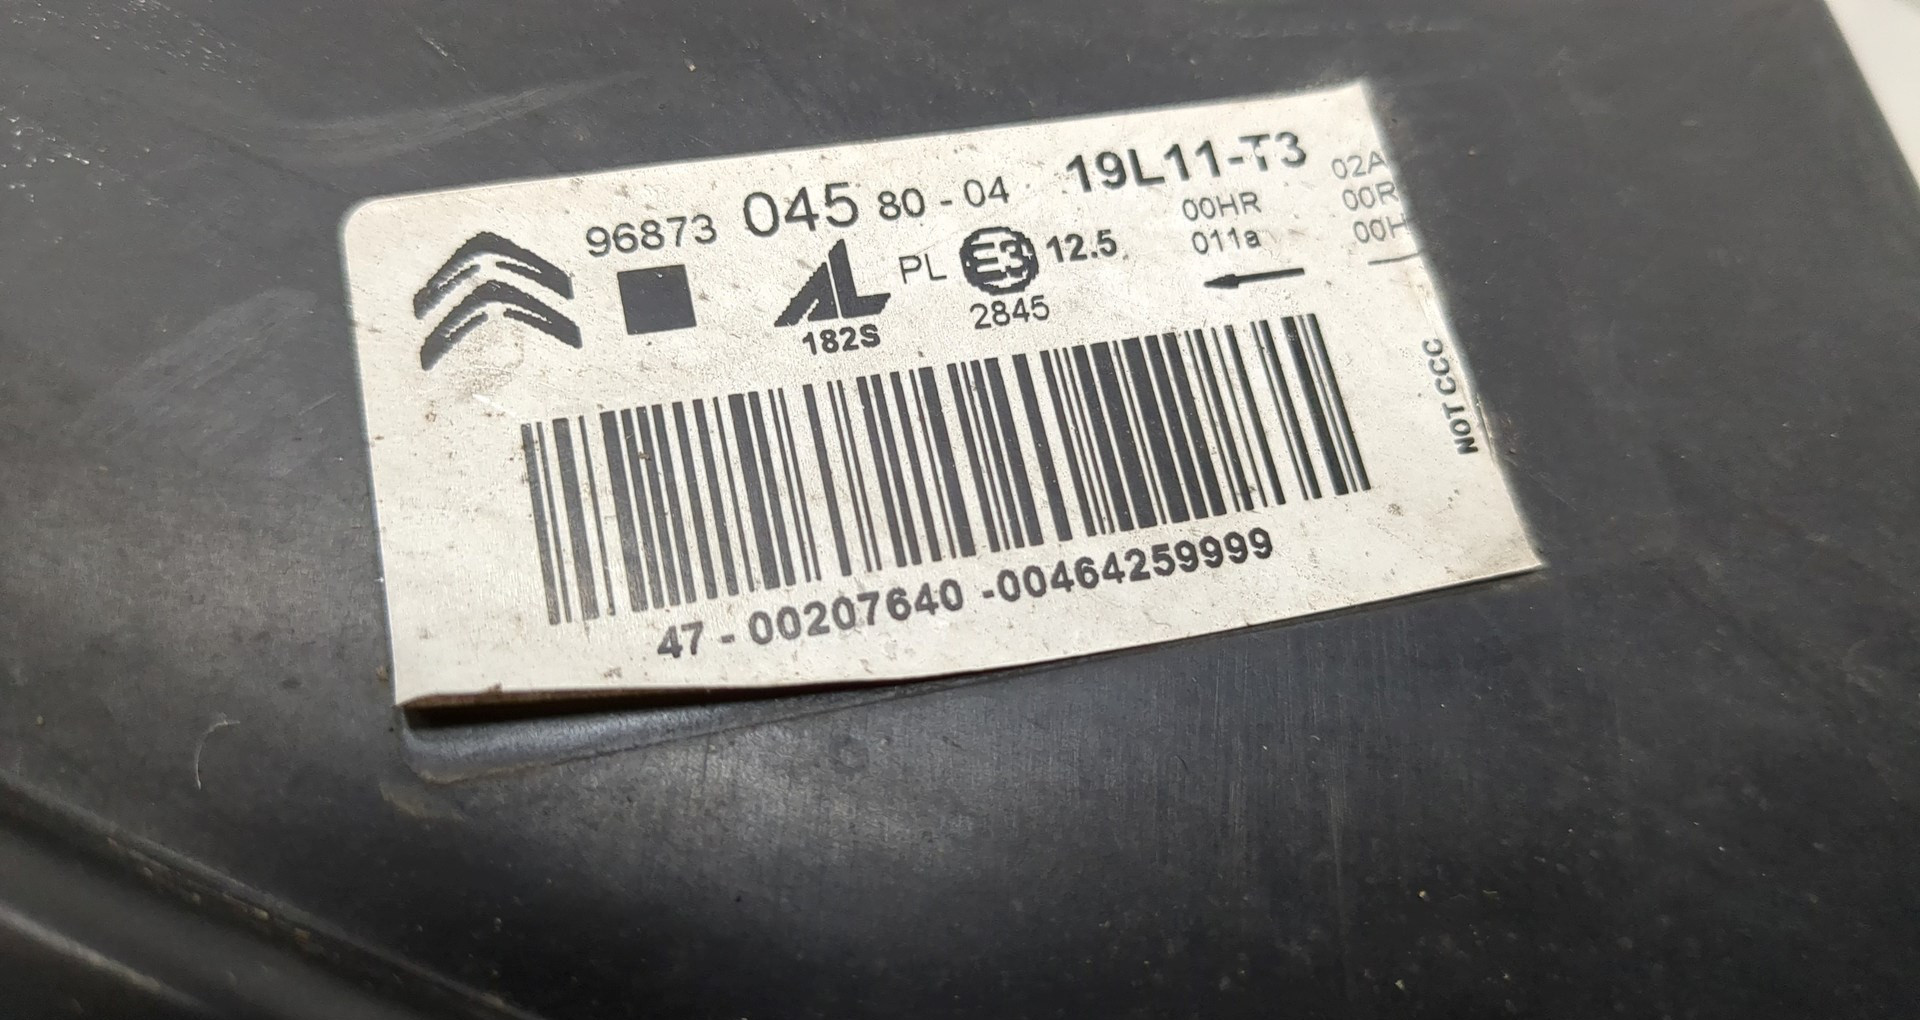 96873 045 80 - 04 19L11-T3
02A
00HR 00R
011a 00H
AL PL E3 12.5
182S 2845
NOT CCC
47 - 00207640 - 00464259999